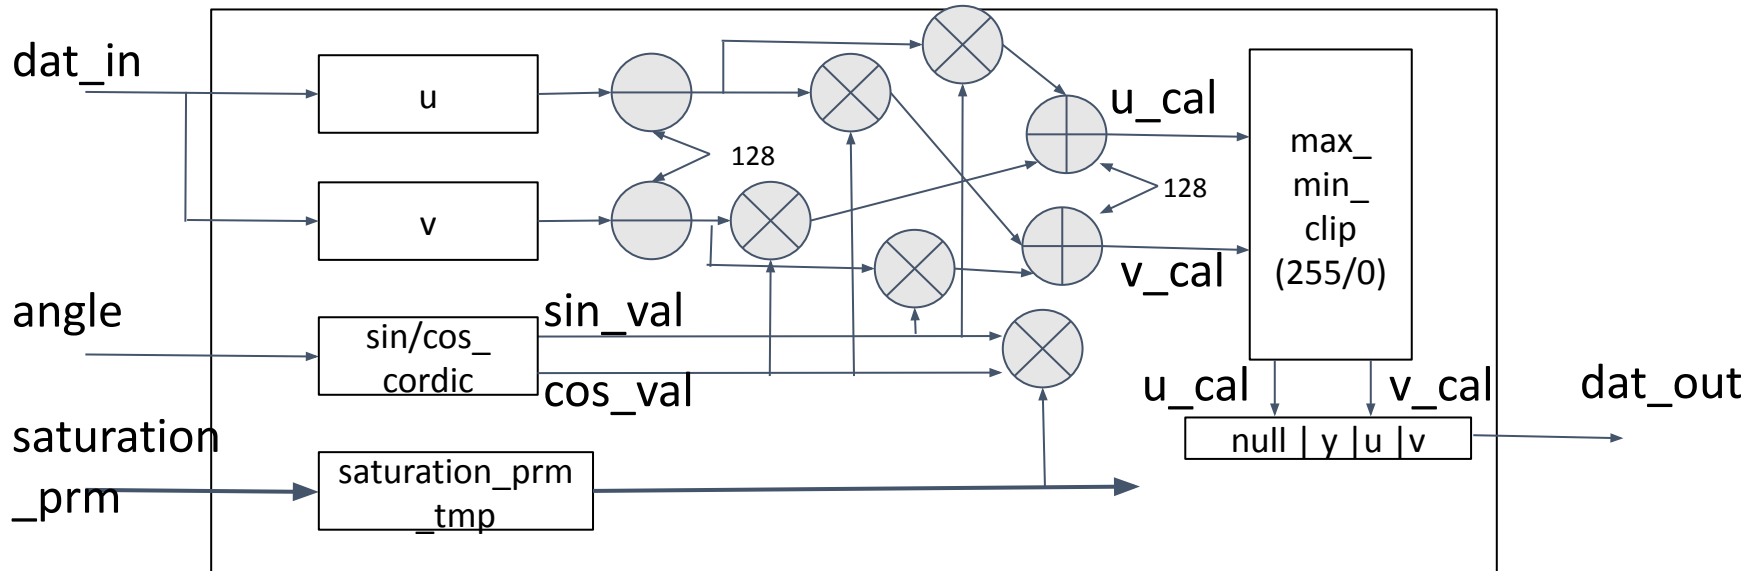 dat_in
u
128
v
angle
sin/cos_
cordic
sin_val
cos_val
saturation
_prm
saturation_prm
_tmp
u_cal
128
v_cal
max_
min_
clip
(255/0)
u_cal
v_cal
null | y |u |v
dat_out